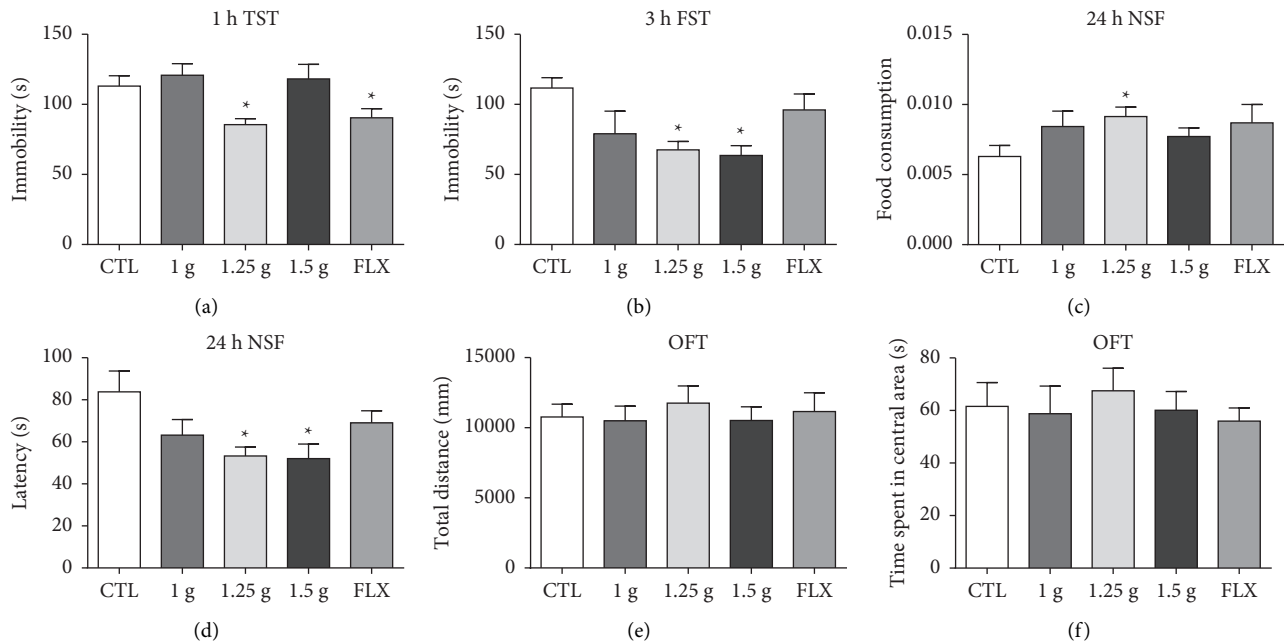 1 h TST
Immobility (s)
150
100
50
0
*
*
CTL 1 g 1.25 g 1.5 g FLX
(a)
3 h FST
Immobility (s)
150
100
50
0
*
*
CTL 1 g 1.25 g 1.5 g FLX
(b)
24 h NSF
Food consumption
0.015
0.010
0.005
0.000
*
CTL 1 g 1.25 g 1.5 g FLX
(c)
24 h NSF
Latency (s)
100
80
60
40
20
0
*
*
CTL 1 g 1.25 g 1.5 g FLX
(d)
OFT
Total distance (mm)
15000
10000
5000
0
CTL 1 g 1.25 g 1.5 g FLX
(e)
OFT
Time spent in central area (s)
80
60
40
20
0
CTL 1 g 1.25 g 1.5 g FLX
(f)